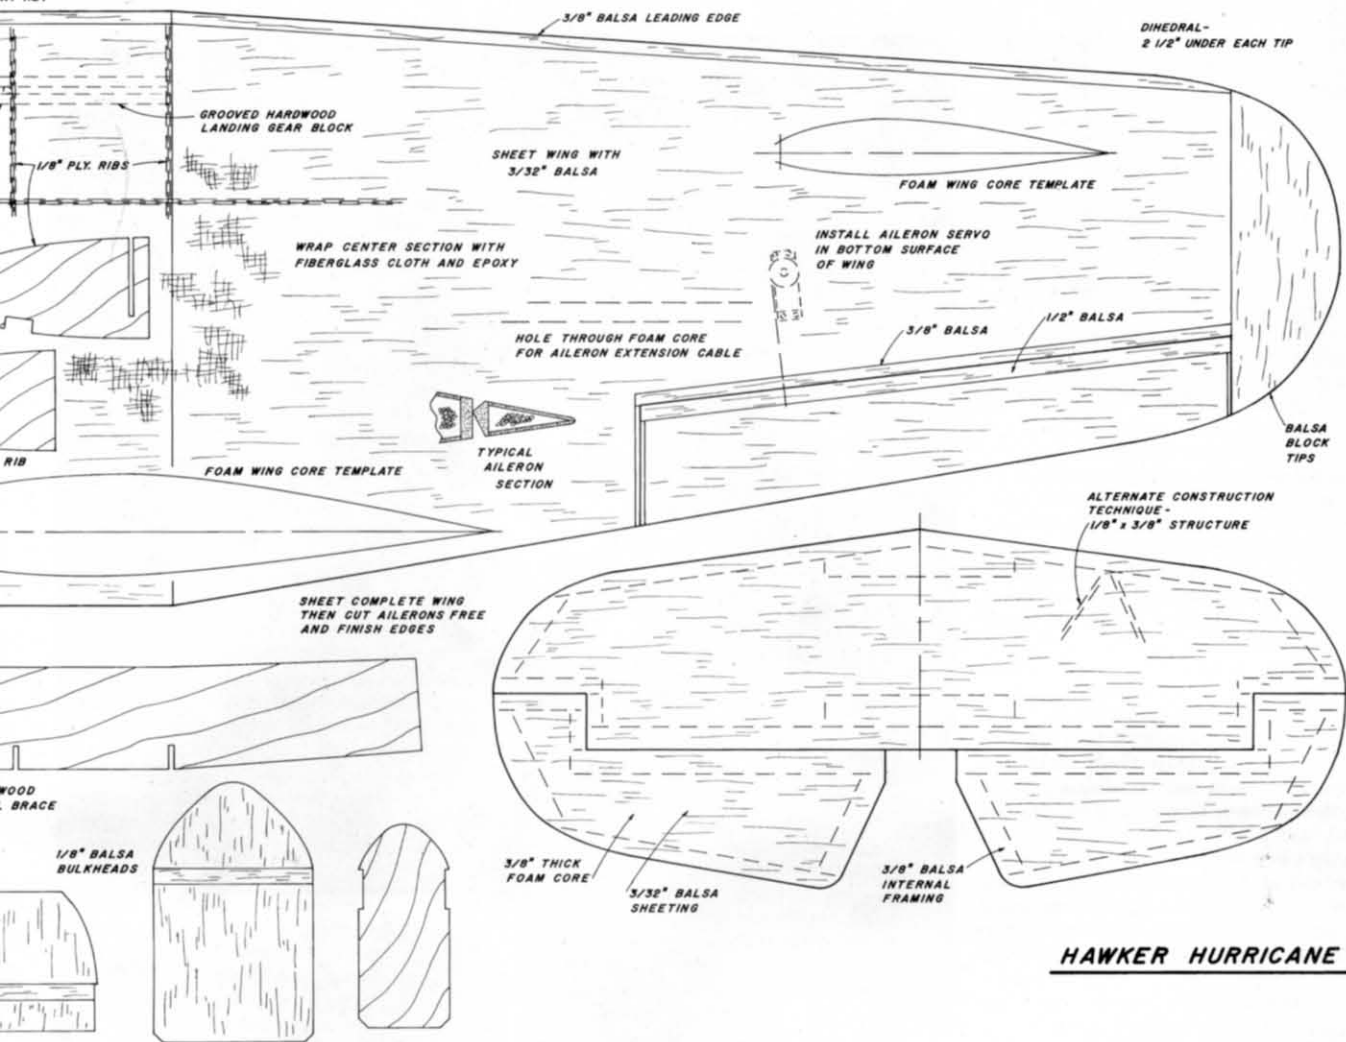 3/8" BALSA LEADING EDGE
DIHEDRAL-
2 1/2" UNDER EACH TIP
GROOVED HARDWOOD
LANDING GEAR BLOCK
1/8" PLY. RIBS
SHEET WING WITH
3/32" BALSA
FOAM WING CORE TEMPLATE
WRAP CENTER SECTION WITH
FIBERGLASS CLOTH AND EPOXY
INSTALL AILERON SERVO
IN BOTTOM SURFACE
OF WING
HOLE THROUGH FOAM CORE
FOR AILERON EXTENSION CABLE
3/8" BALSA
1/2" BALSA
RIB
FOAM WING CORE TEMPLATE
TYPICAL
AILERON
SECTION
BALSA
BLOCK
TIPS
ALTERNATE CONSTRUCTION
TECHNIQUE-
1/8" x 3/8" STRUCTURE
SHEET COMPLETE WING
THEN CUT AILERONS FREE
AND FINISH EDGES
WOOD
BRACE
1/8" BALSA
BULKHEADS
3/8" THICK
FOAM CORE
3/32" BALSA
SHEETING
3/8" BALSA
INTERNAL
FRAMING
HAWKER HURRICANE